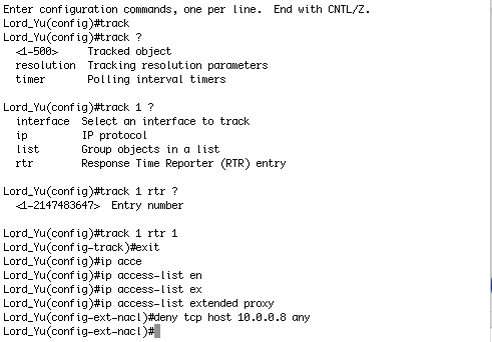 Enter configuration commands, one per line.  End with CNTL/Z.
Lord_Yu(config)#track
Lord_Yu(config)#track ?
  <1-500>     Tracked object
  resolution  Tracking resolution parameters
  timer       Polling interval timers
Lord_Yu(config)#track 1 ?
  interface  Select an interface to track
  ip         IP protocol
  list       Group objects in a list
  rtr        Response Time Reporter (RTR) entry
Lord_Yu(config)#track 1 rtr ?
  <1-2147483647>  Entry number
Lord_Yu(config)#track 1 rtr 1
Lord_Yu(config-track)#exit
Lord_Yu(config)#ip acce
Lord_Yu(config)#ip access-list en
Lord_Yu(config)#ip access-list ex
Lord_Yu(config)#ip access-list extended proxy
Lord_Yu(config-ext-nacl)#deny tcp host 10.0.0.8 any
Lord_Yu(config-ext-nacl)#